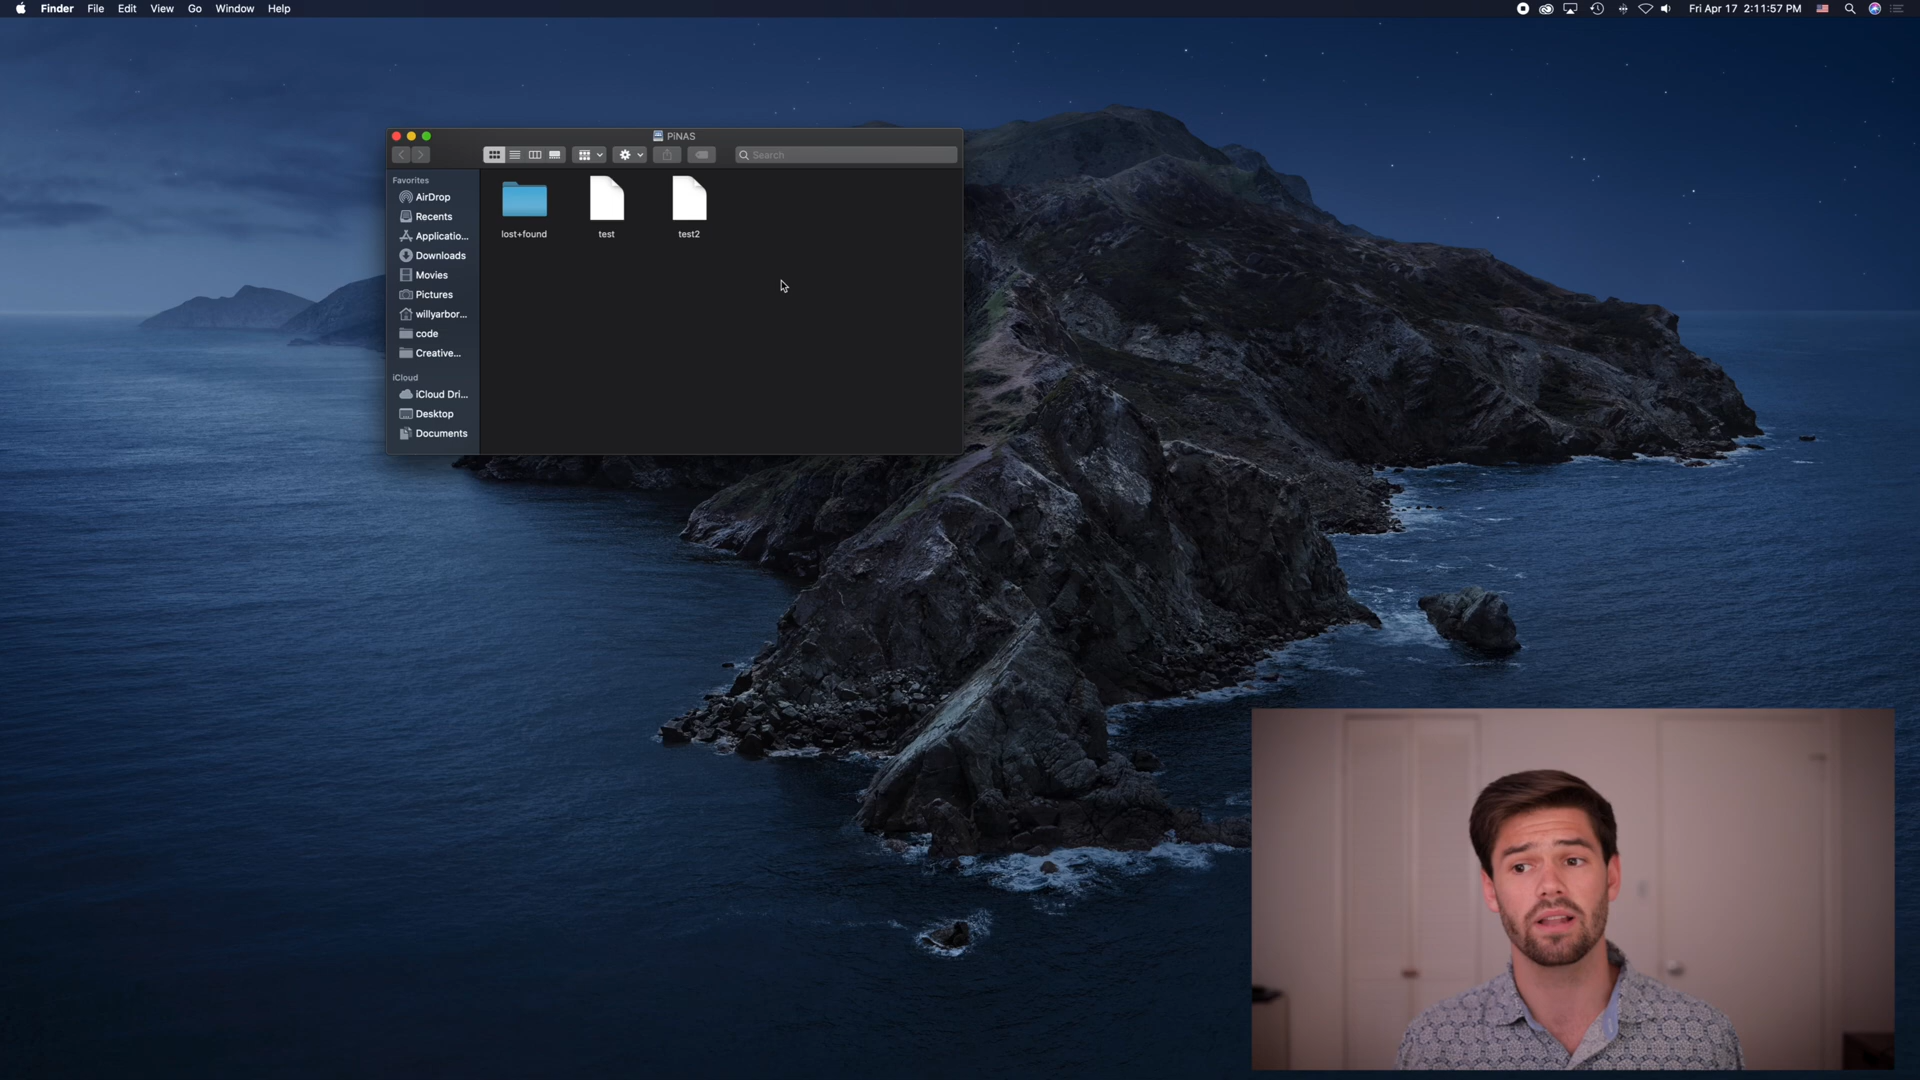 Finder File Edit View Go Window Help
Fri Apr 17 2:11:57 PM
PiNAS
Search
Favorites
AirDrop
Recents
Applicatio...
Downloads
Movies
Pictures
willyarbor...
code
Creative...
iCloud
iCloud Dri...
Desktop
Documents
lost+found
test
test2